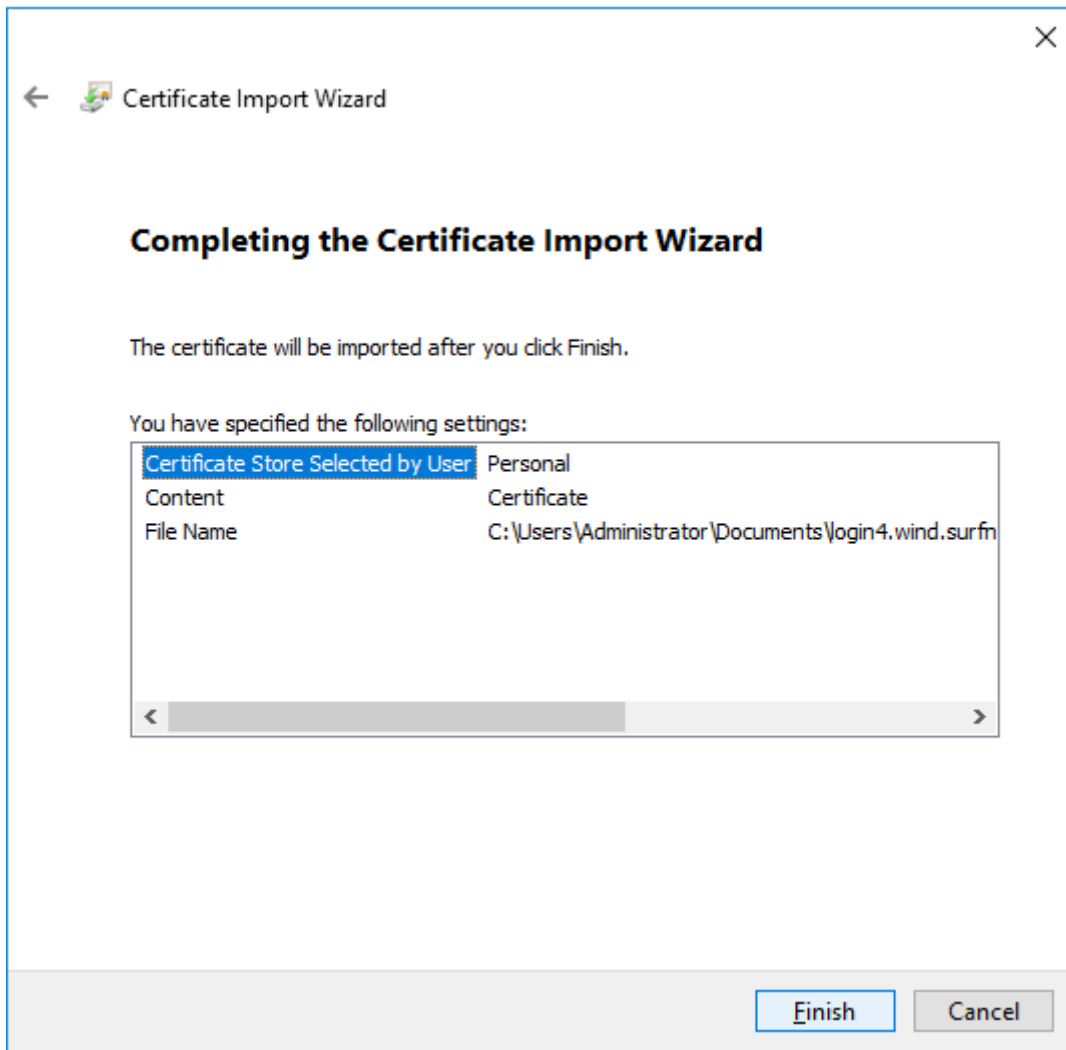 Certificate Import Wizard
Completing the Certificate Import Wizard
The certificate will be imported after you click Finish.
You have specified the following settings:
Certificate Store Selected by User Personal
Content Certificate
File Name C:\Users\Administrator\Documents\login4.wind.surfn
Finish Cancel